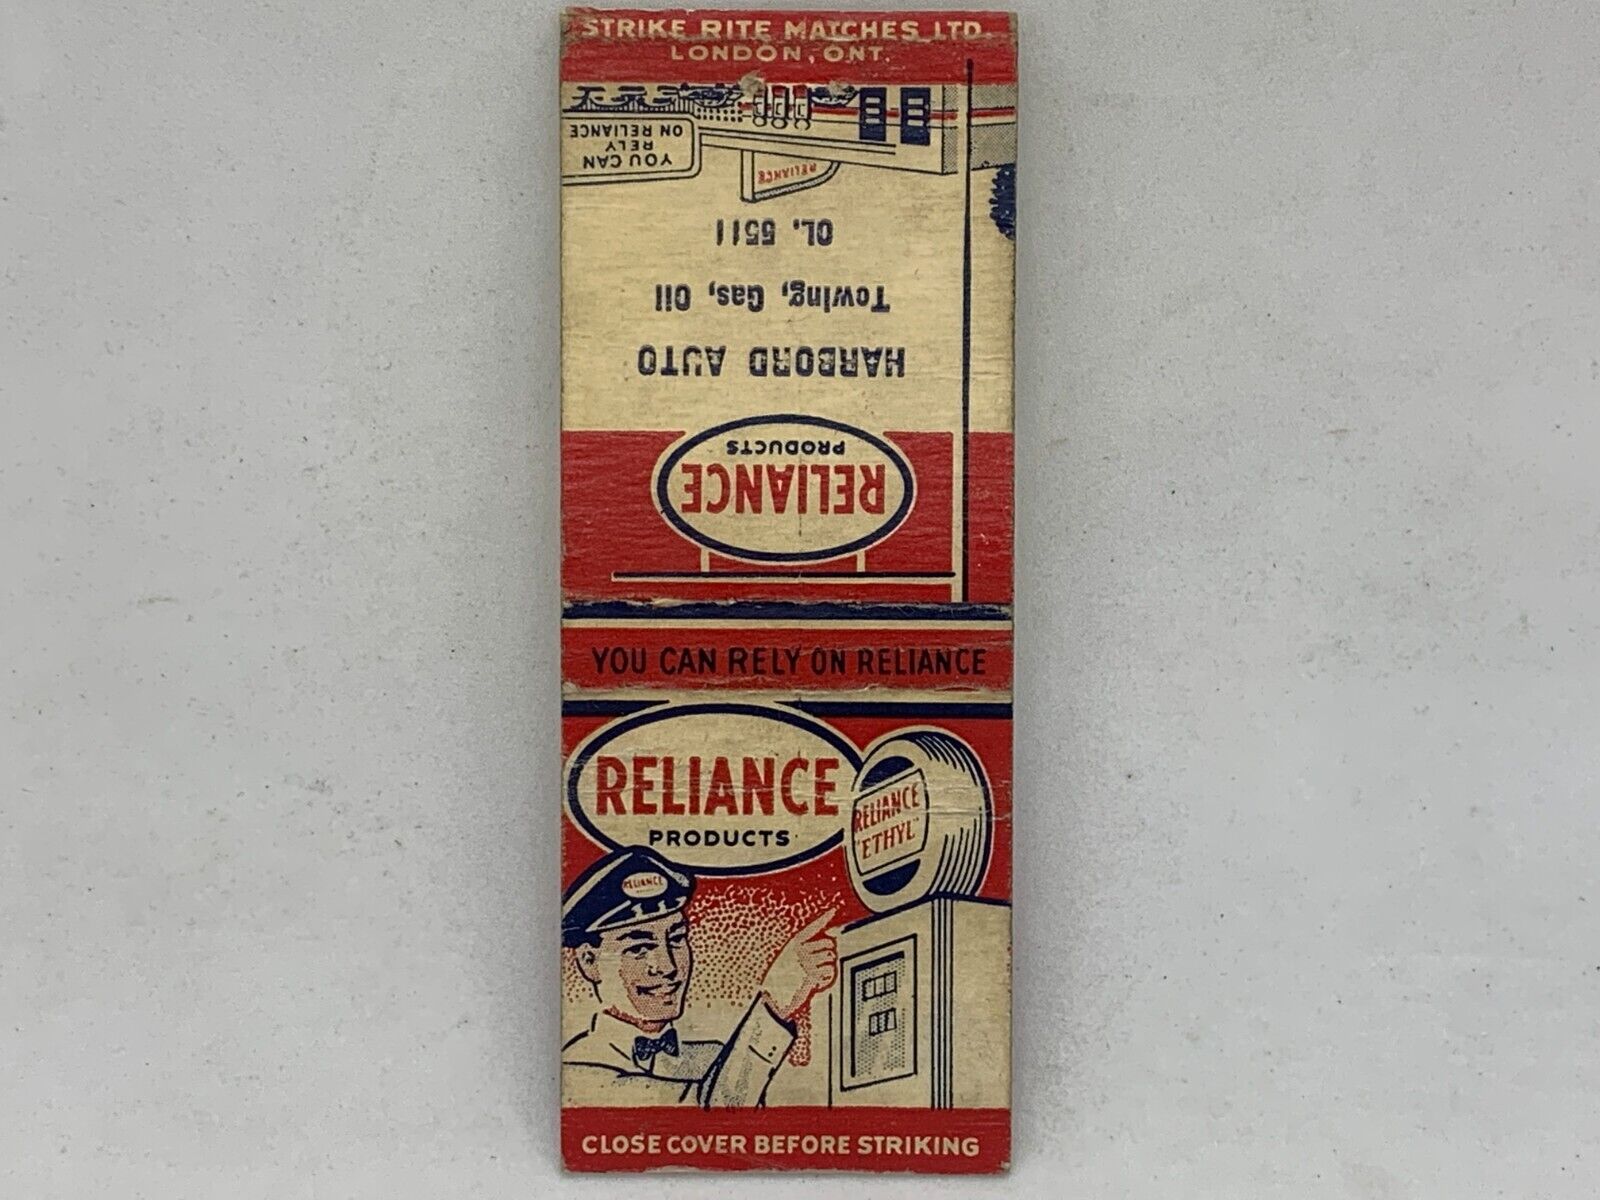 STRIKE RITE MATCHES LTD.
LONDON, ONT.
RELIANCE
PRODUCTS
HARBORD AUTO
Towing, Gas, Oil
OL. 5511
RELIANCE
YOU CAN
RELY
ON RELIANCE
YOU CAN RELY ON RELIANCE
RELIANCE
PRODUCTS
RELIANCE
"ETHYL"
RELIANCE
CLOSE COVER BEFORE STRIKING